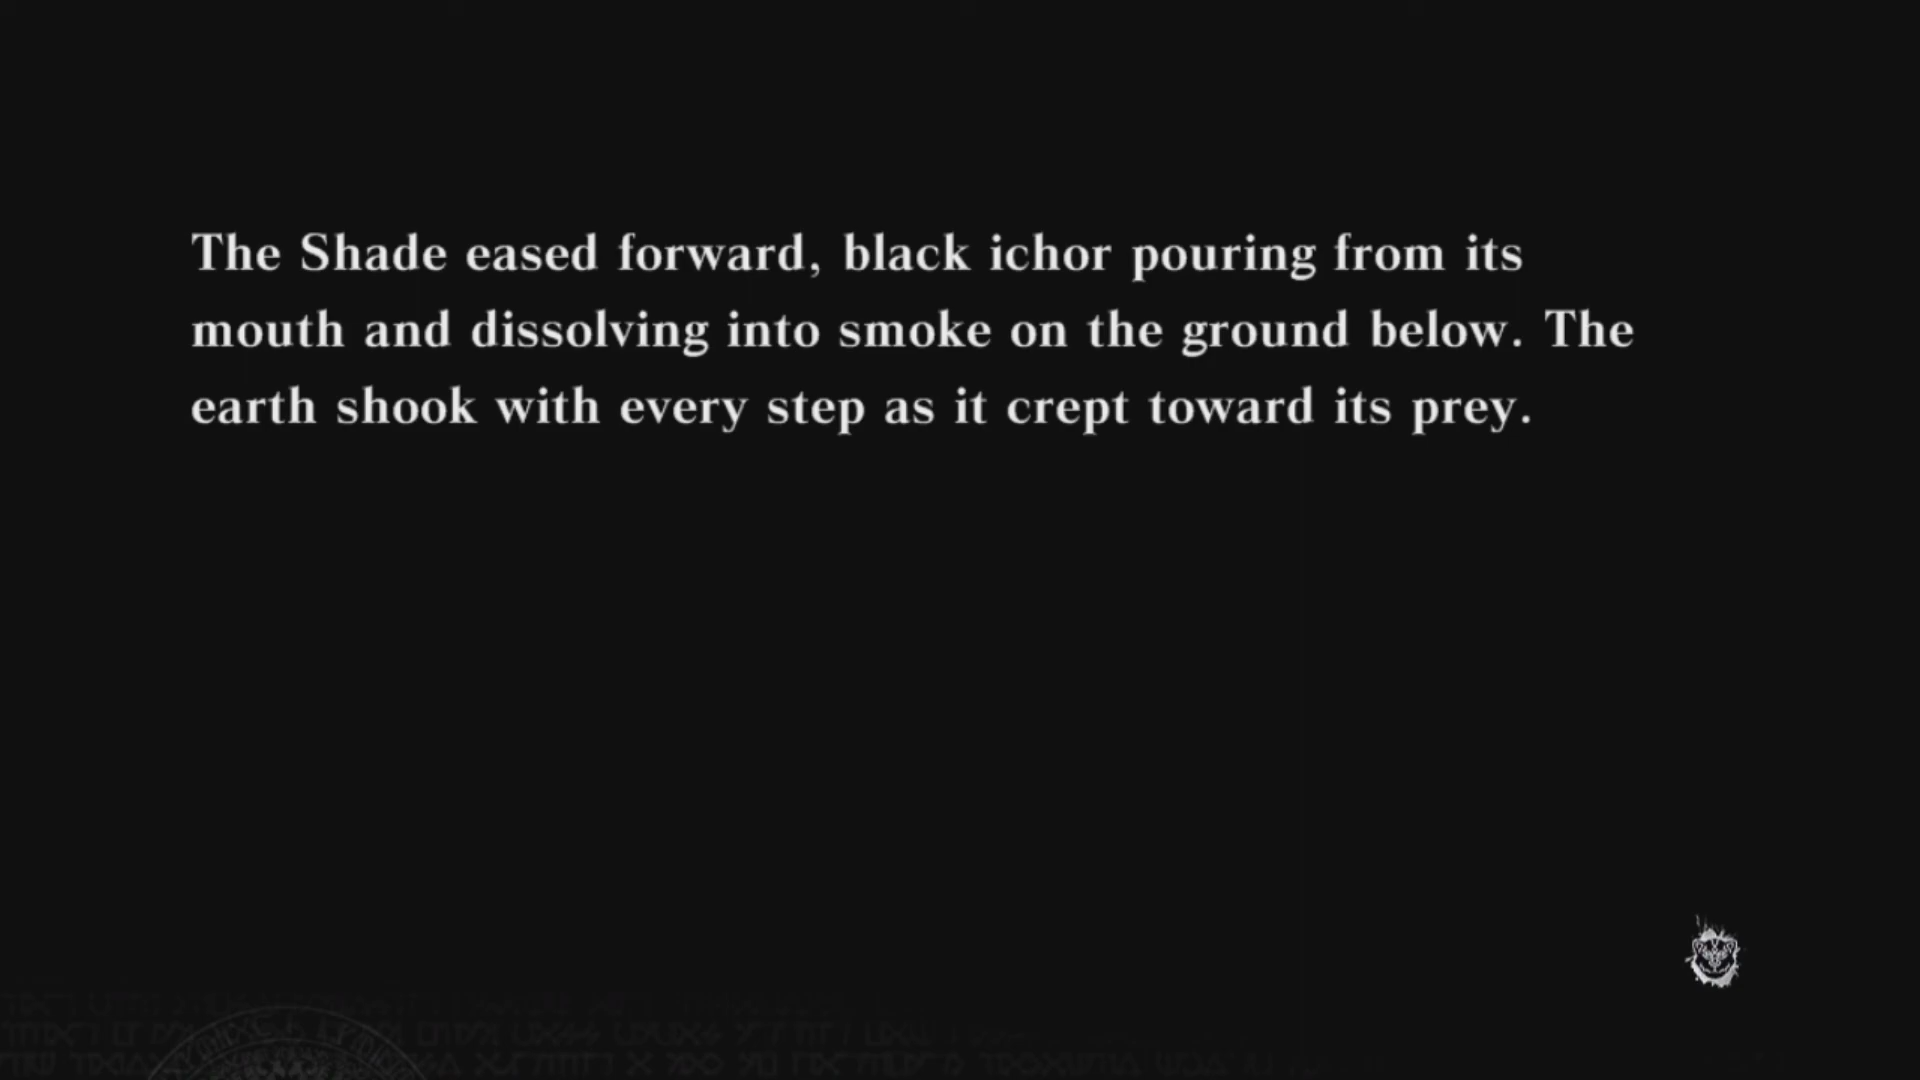 The Shade eased forward, black ichor pouring from its
mouth and dissolving into smoke on the ground below. The
earth shook with every step as it crept toward its prey.